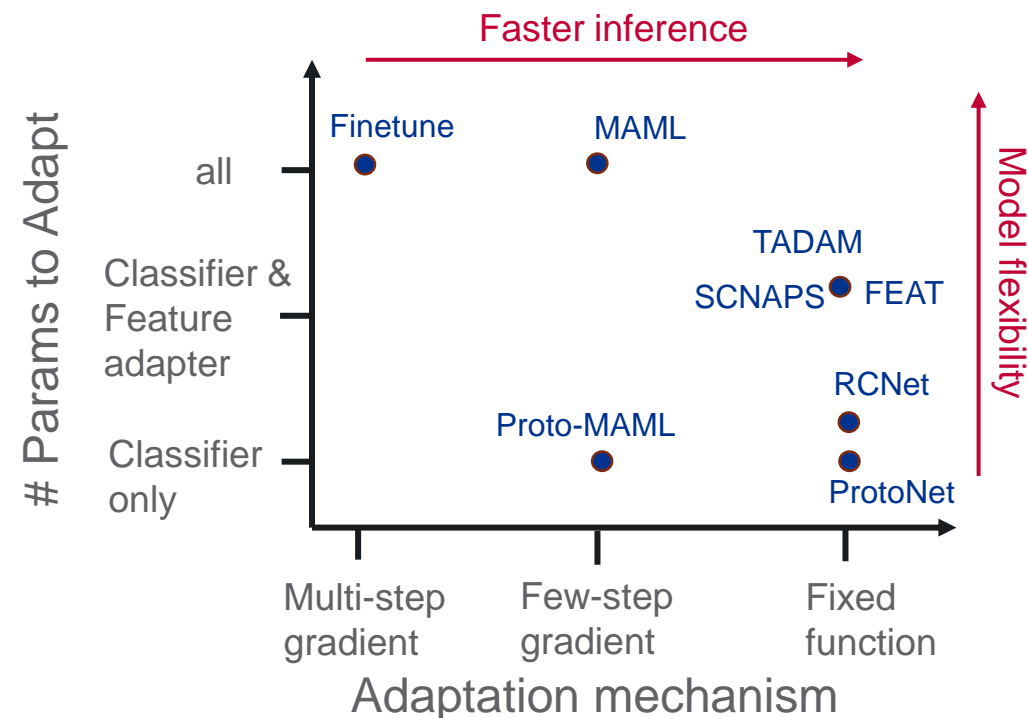 Faster inference
# Params to Adapt
Finetune
MAML
all
Model flexibility
TADAM
Classifier &
Feature
adapter
SCNAPS
FEAT
RCNet
Proto-MAML
Classifier
only
ProtoNet
Multi-step
gradient
Few-step
gradient
Fixed
function
Adaptation mechanism